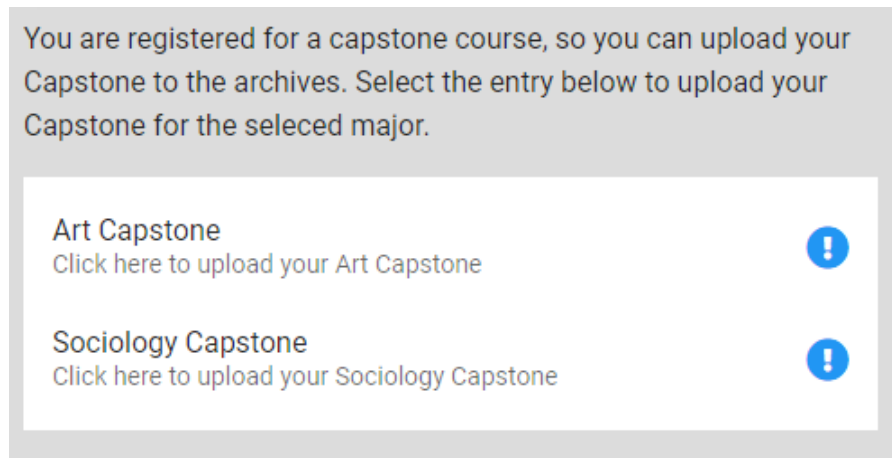 You are registered for a capstone course, so you can upload your
Capstone to the archives. Select the entry below to upload your
Capstone for the seleced major.
Art Capstone
Click here to upload your Art Capstone
Sociology Capstone
Click here to upload your Sociology Capstone